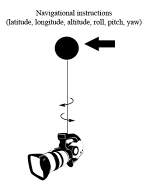 Navigational instructions
(latitude, longitude, altitude, roll, pitch, yaw)